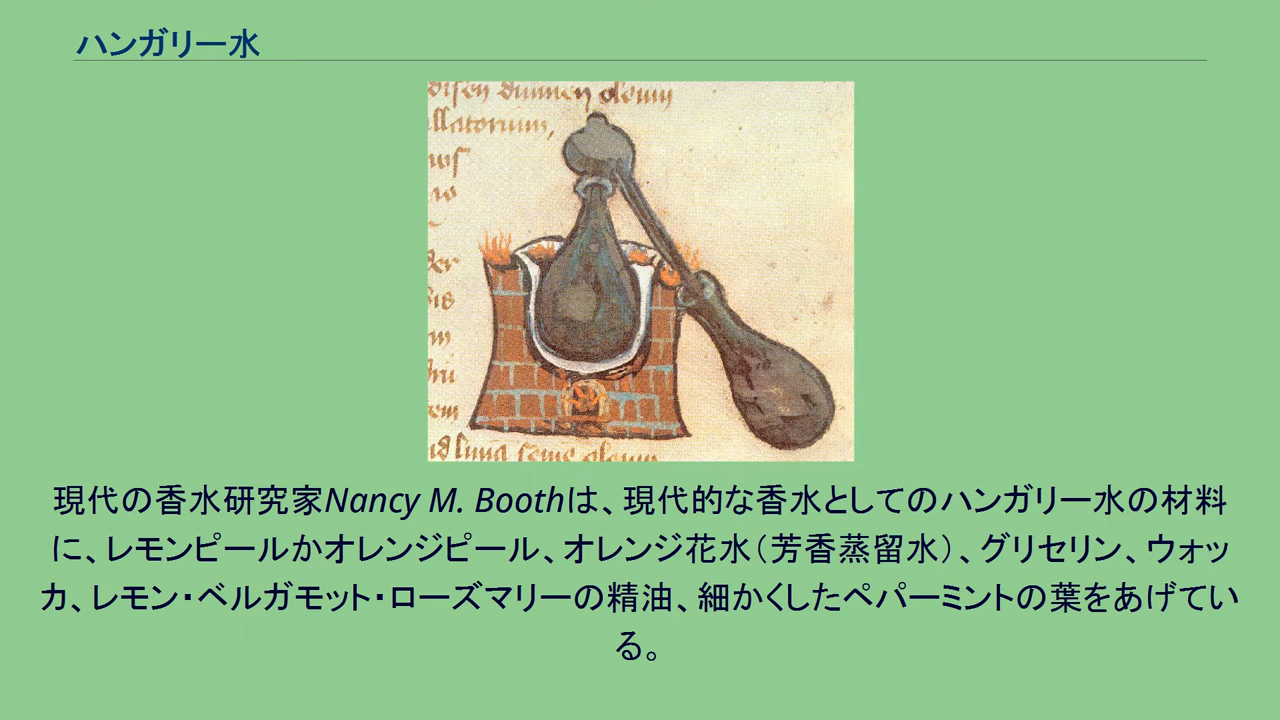 ハンガリー水
disen dummen oleum
llatorium,
现代の香水研究家Nancy M. Boothは、現代的な香水としてのハンガリー水の材料
に、レモンピールかオレンジピール、オレンジ花水（芳香蒸留水）、グリセリン、ウォッ
カ、レモン・ベルガモット・ローズマリーの精油、細かくしたペパーミントの葉をあげてい
る。